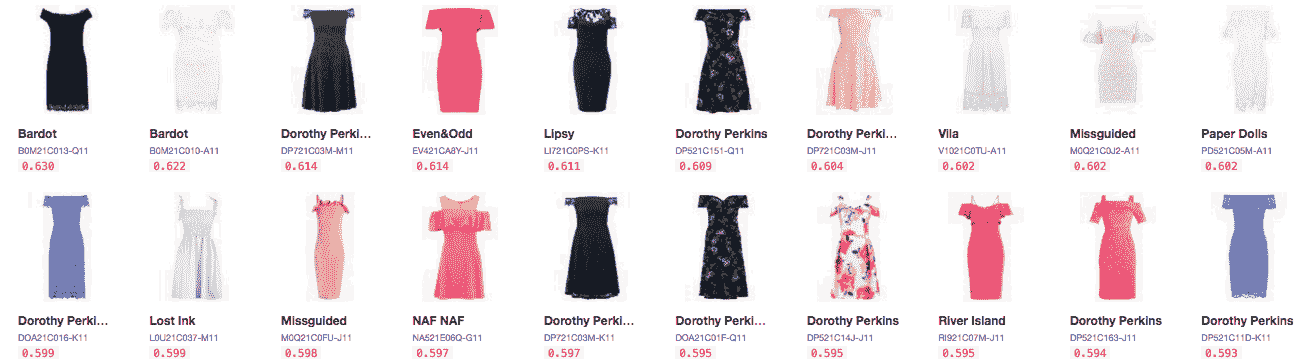 Bardot Bardot Dorothy Perki... Even&Odd Lipsy Dorothy Perkins Dorothy Perki... Vila Missguided Paper Dolls
B0M21C013-Q11 B0M21C010-A11 DP721C03M-M11 EV421CA8Y-J11 LI721C0PS-K11 DP521C151-Q11 DP721C03M-J11 V1021C0TU-A11 M0Q21C0J2-A11 PD521C05M-A11
0.630 0.622 0.614 0.614 0.611 0.609 0.604 0.602 0.602 0.602
Dorothy Perki... Lost Ink Missguided NAF NAF Dorothy Perki... Dorothy Perki... Dorothy Perkins River Island Dorothy Perkins Dorothy Perkins
DOA21C016-K11 L0U21C037-M11 M0Q21C0FU-J11 NA521E06Q-G11 DP721C03M-K11 DOA21C01F-Q11 DP521C14J-J11 RI921C07M-J11 DP521C163-J11 DP521C11D-K11
0.599 0.599 0.598 0.597 0.597 0.595 0.595 0.595 0.594 0.593